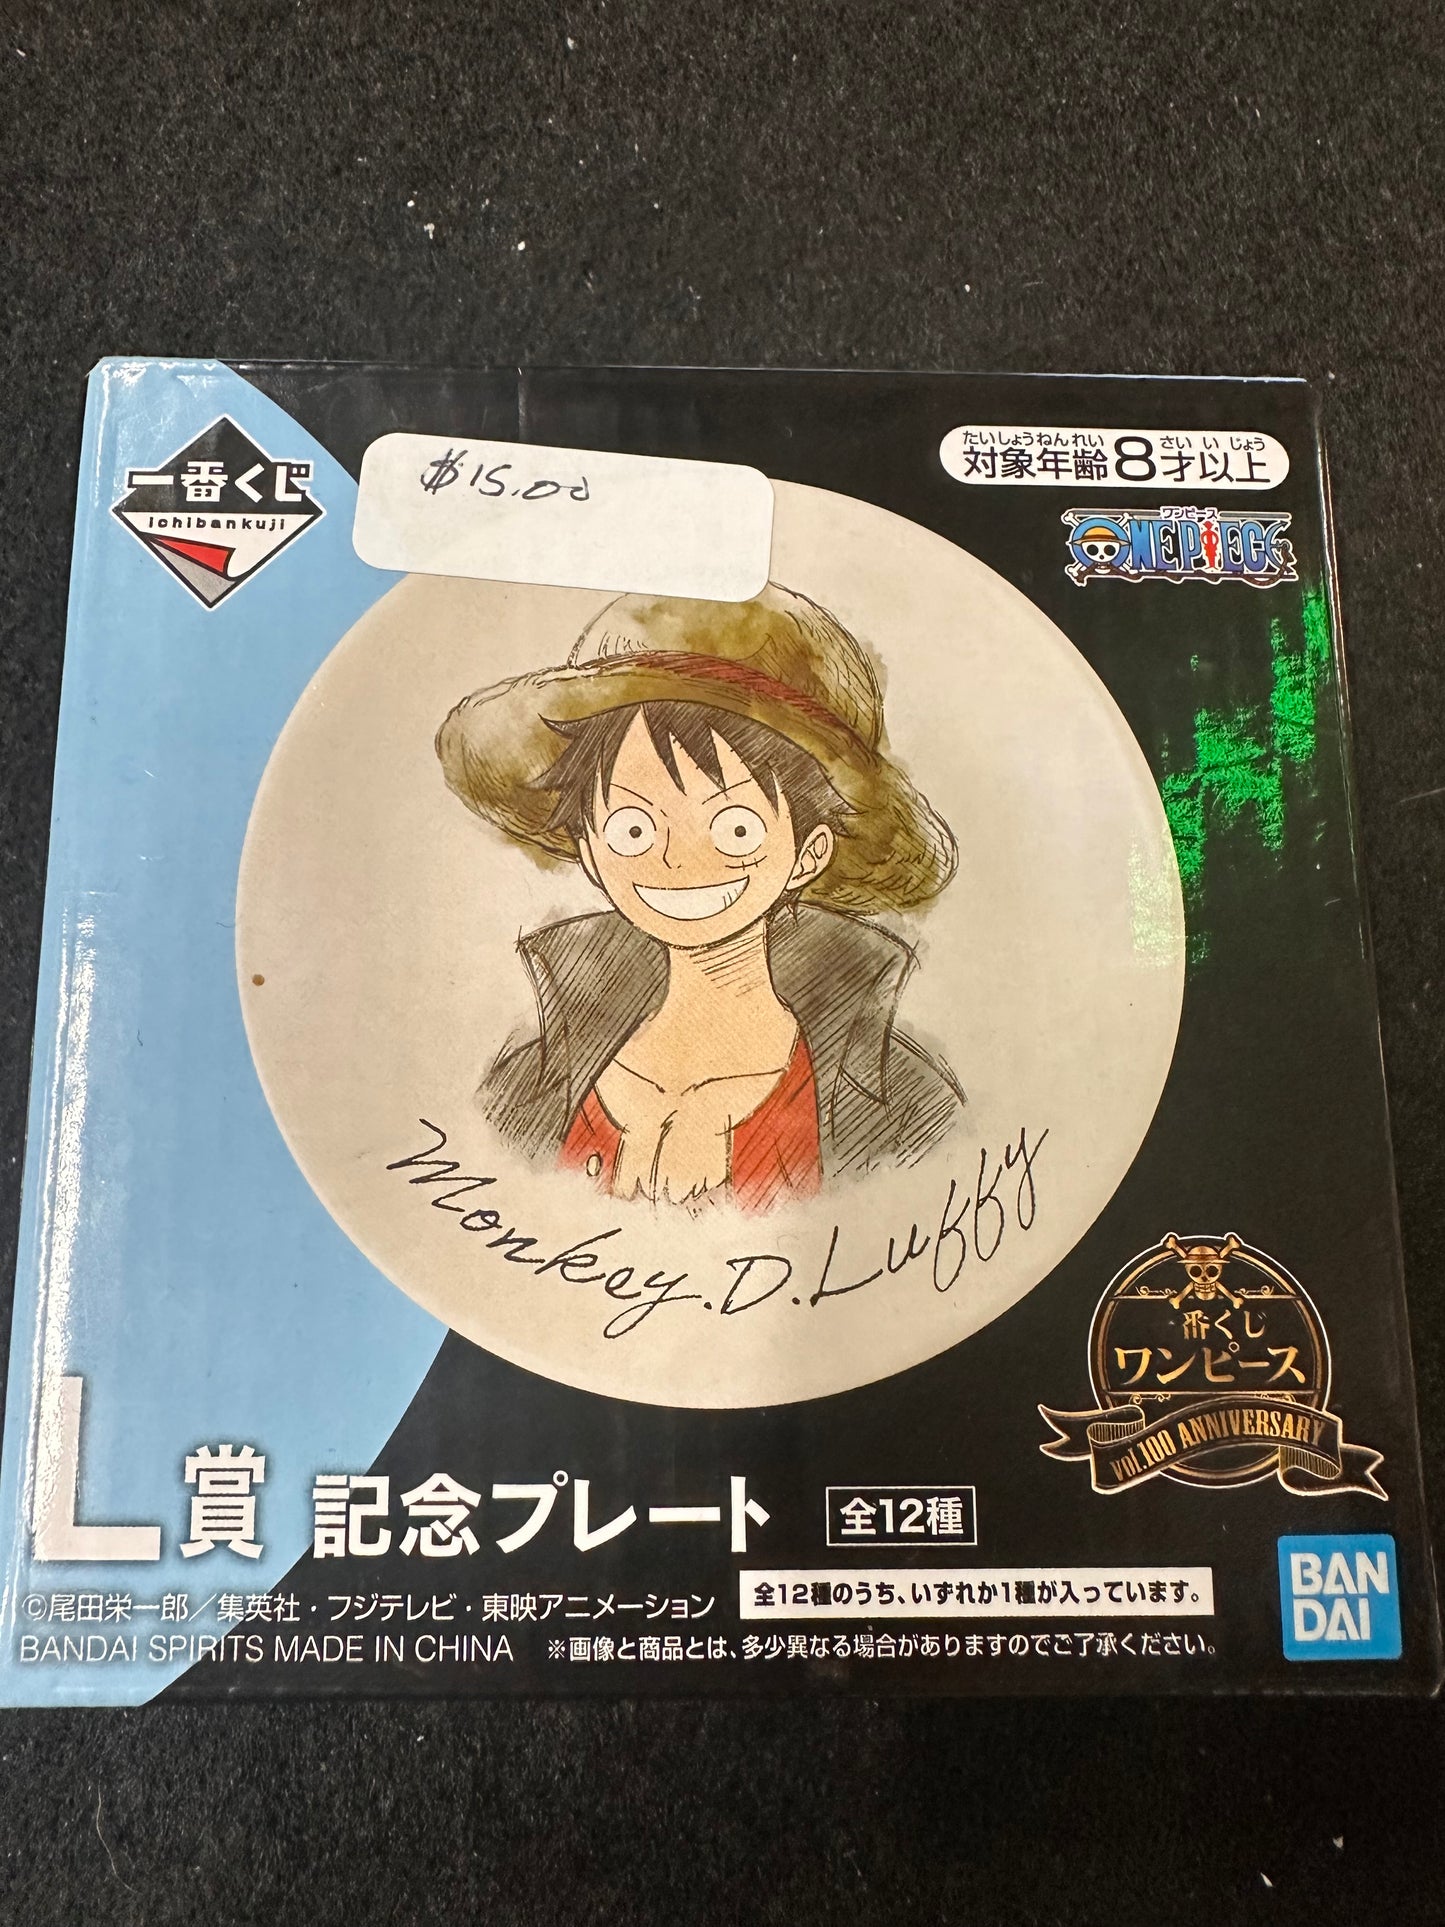 たいしょうねんれい さい い じょう
対象年齢8才以上
一番くじ
ichibankuji
$15.00
ワンピース
ONE PIECE
Monkey.D.Luffy
一番くじ
ワンピース
vol.100 ANNIVERSARY
L賞 記念プレート 全12種
BAN
DAI
全12種のうち、いずれか1種が入っています。
©尾田栄一郎／集英社・フジテレビ・東映アニメーション
BANDAI SPIRITS MADE IN CHINA ※画像と商品とは、多少異なる場合がありますのでご了承ください。